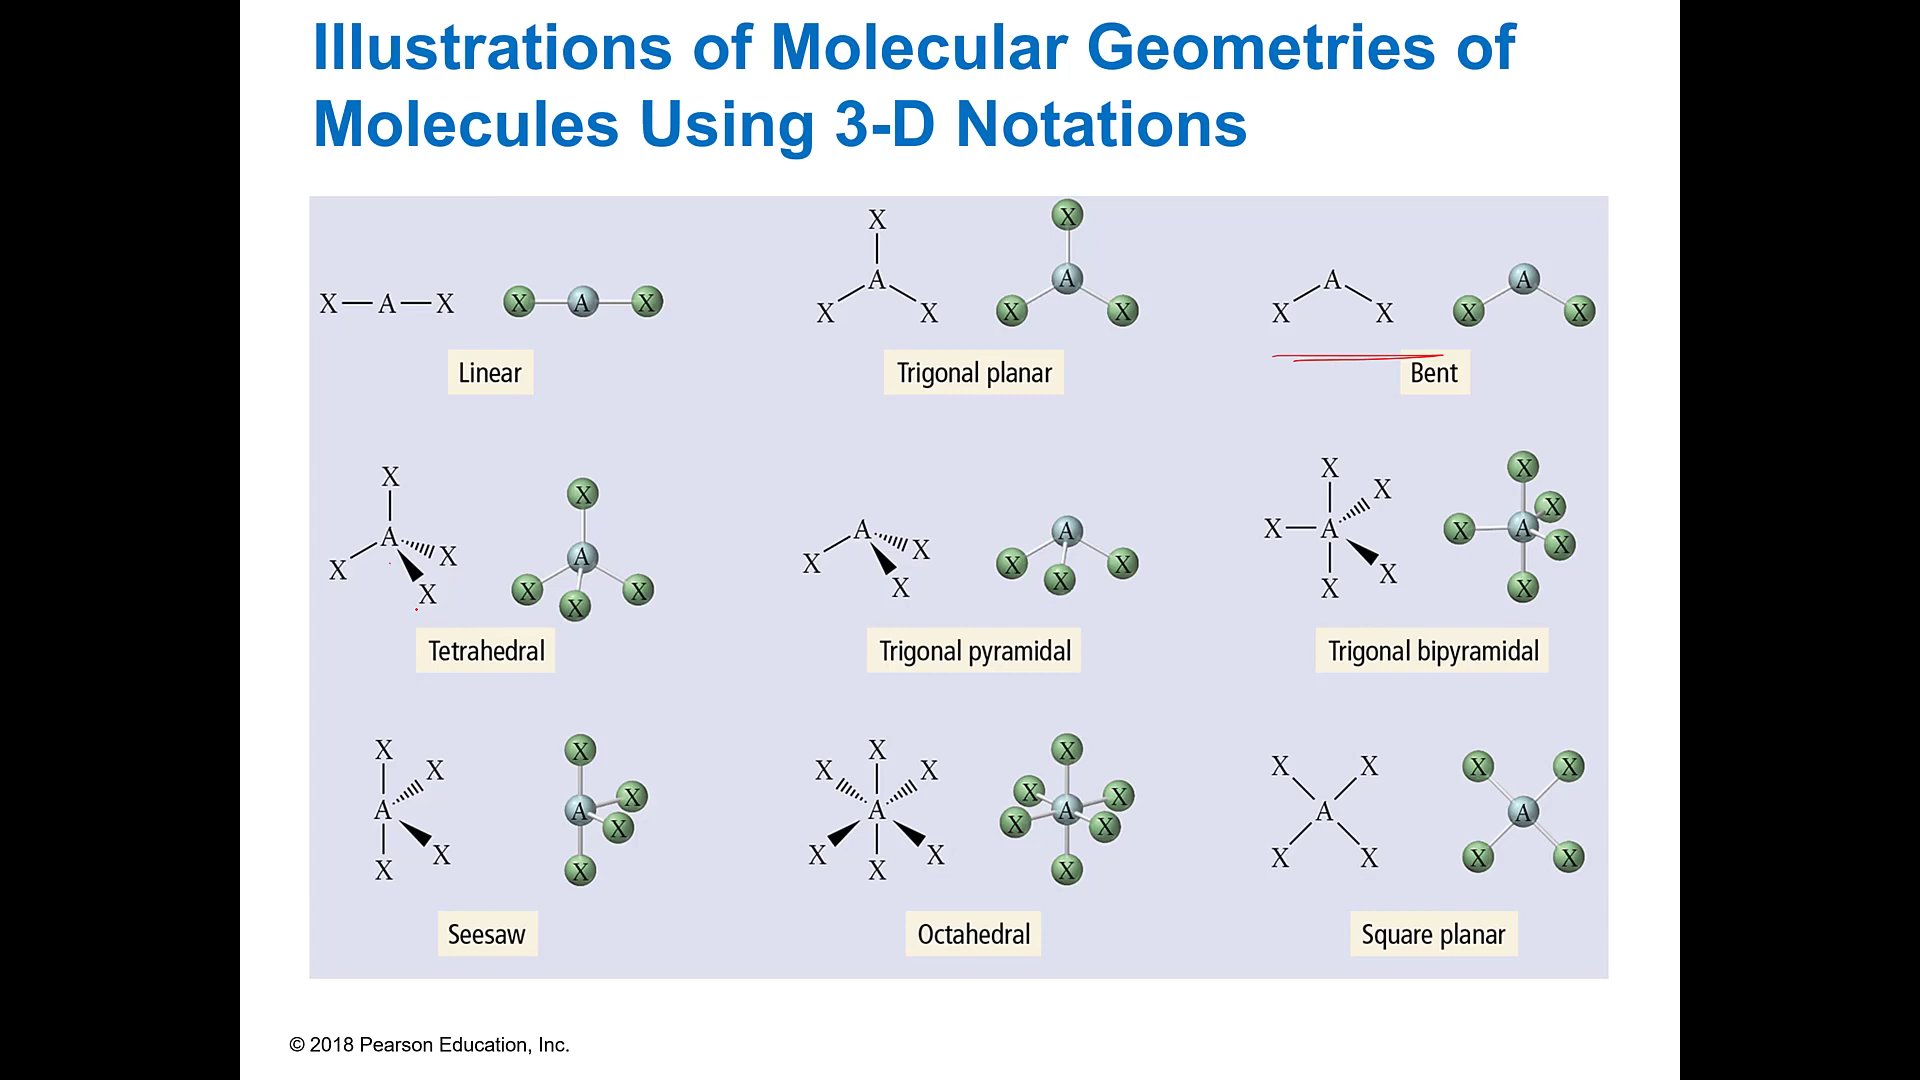 Illustrations of Molecular Geometries of
Molecules Using 3-D Notations
X
X
X — A — X
X A X
A
X X
A
X X
A
X X
A
X X
Linear
Trigonal planar
Bent
X
A
X X
X
X
A
X X
X
A
X X
X
A
X X
X
X
X
X A
X
X
X
X
X A
X
X
Tetrahedral
Trigonal pyramidal
Trigonal bipyramidal
X
X
A
X
X
X
A X
X
X
X
X X
A
X X
X
X
X X
A
X X
X
X X
A
X X
X X
A
X X
Seesaw
Octahedral
Square planar
© 2018 Pearson Education, Inc.